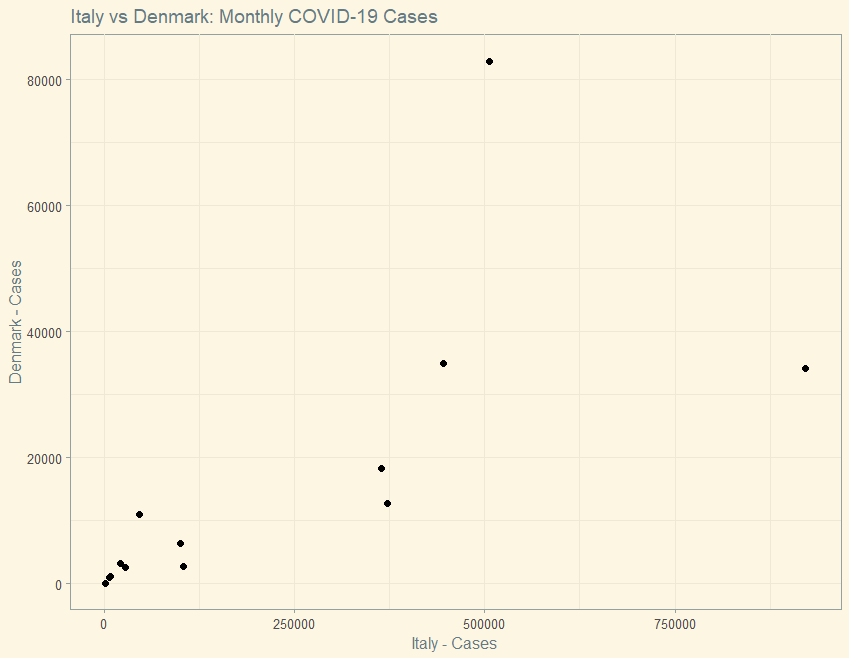 Italy vs Denmark: Monthly COVID-19 Cases
80000
60000
40000
20000
0
Denmark - Cases
0 250000 500000 750000
Italy - Cases